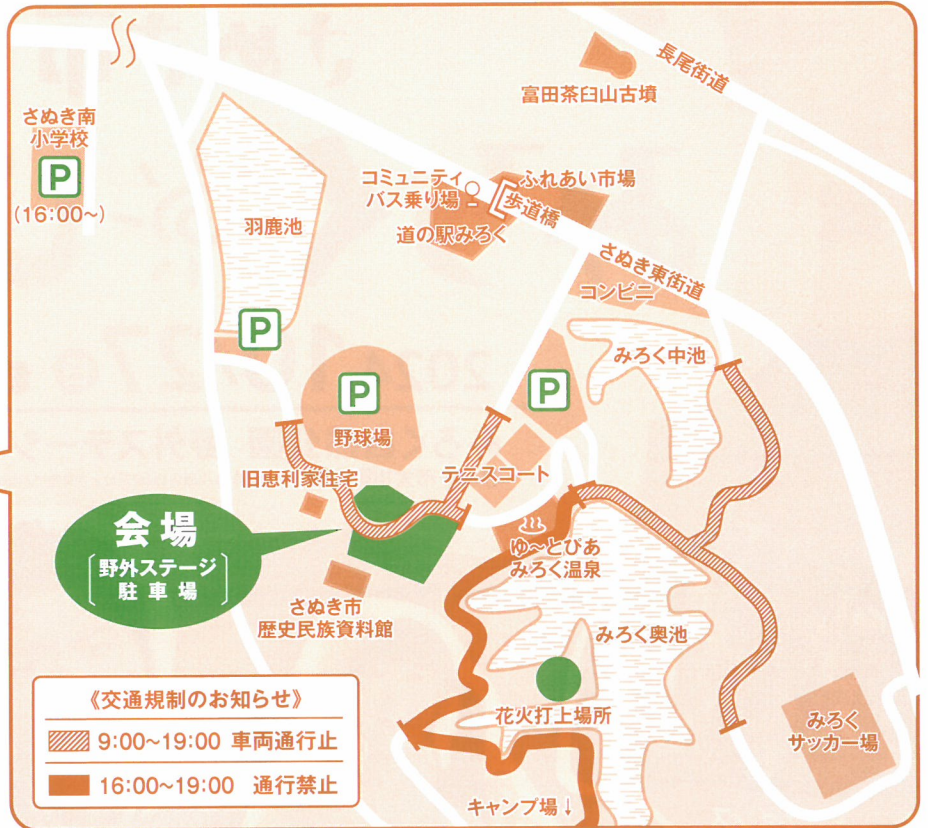 長尾街道
富田茶臼山古墳
さぬき南
小学校
P
(16:00~)
コミュニティ
バス乗り場
ふれあい市場
歩道橋
道の駅みろく
羽鹿池
さぬき東街道
コンビニ
P
みろく中池
P
野球場
P
テニスコート
旧恵利家住宅
会場
野外ステージ
駐車場
ゆ~とぴあ
みろく温泉
さぬき市
歴史民族資料館
みろく奥池
花火打上場所
みろく
サッカー場
キャンプ場↓
《交通規制のお知らせ》
9:00~19:00 車両通行止
16:00~19:00 通行禁止